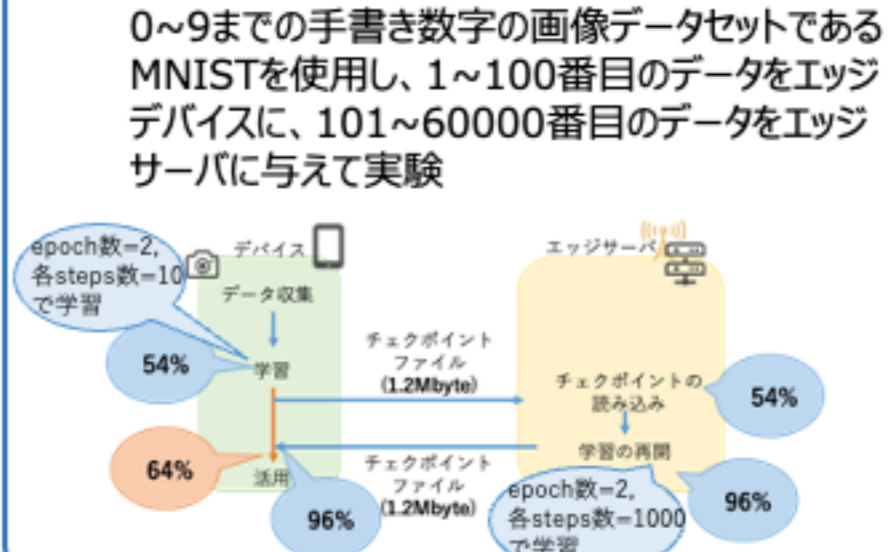 0~9までの手書き数字の画像データセットである
MNISTを使用し、1~100番目のデータをエッジ
デバイスに、101~60000番目のデータをエッジ
サーバに与えて実験
epoch数=2,
各steps数=10
で学習
デバイス
データ収集
学習
54%
64%
活用
96%
チェクポイント
ファイル
(1.2Mbyte)
チェクポイント
ファイル
(1.2Mbyte)
エッジサーバ
チェクポイントの
読み込み
54%
学習の再開
96%
epoch数=2,
各steps数=1000
で学習